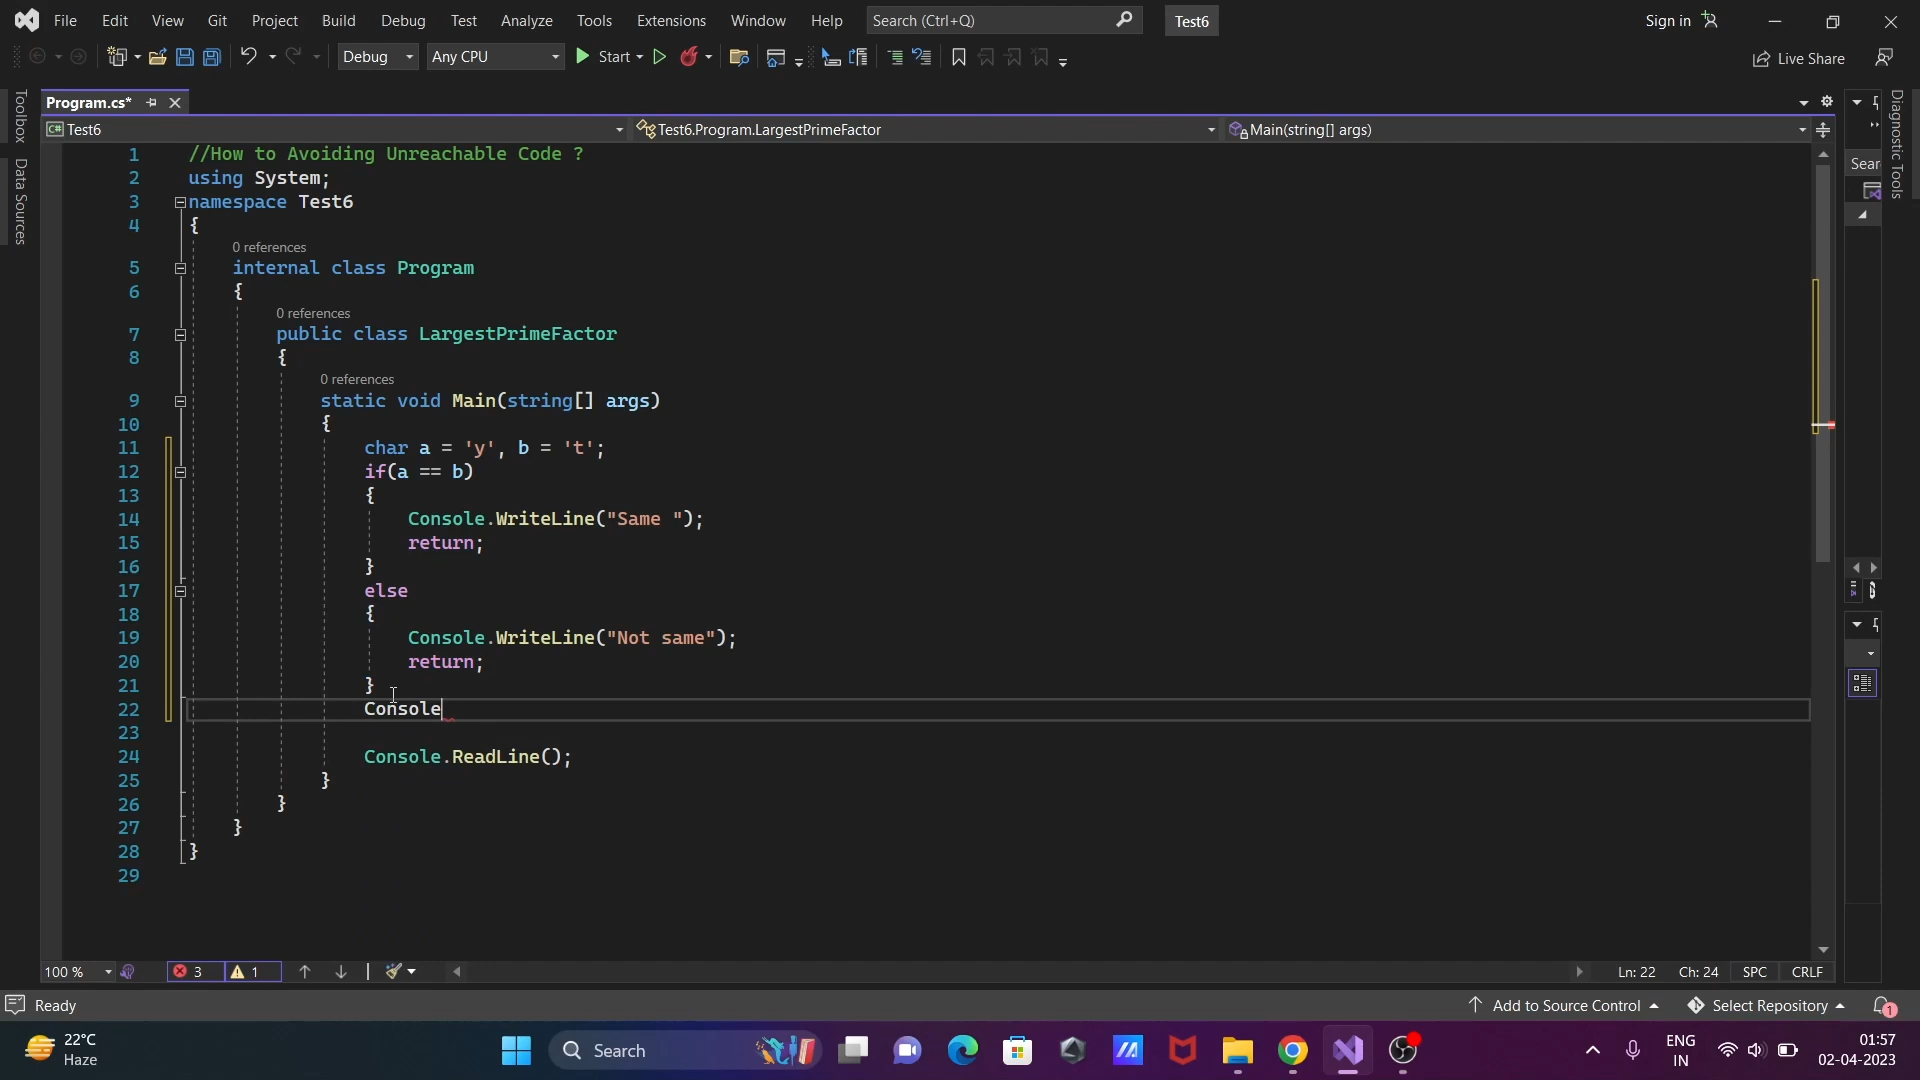 File Edit View Git Project Build Debug Test Analyze Tools Extensions Window Help Search (Ctrl+Q) Test6 Sign in
Debug Any CPU Start Live Share
Toolbox
Data Sources
Program.cs*
Test6 Test6.Program.LargestPrimeFactor Main(string[] args)
1 //How to Avoiding Unreachable Code ?
2 using System;
3 namespace Test6
4 {
0 references
5 internal class Program
6 {
0 references
7 public class LargestPrimeFactor
8 {
0 references
9 static void Main(string[] args)
10 {
11 char a = 'y', b = 't';
12 if(a == b)
13 {
14 Console.WriteLine("Same ");
15 return;
16 }
17 else
18 {
19 Console.WriteLine("Not same");
20 return;
21 }
22 Console
23
24 Console.ReadLine();
25 }
26 }
27 }
28 }
29
Sear
Diagnostic Tools
100 % 3 1 Ln: 22 Ch: 24 SPC CRLF
Ready Add to Source Control Select Repository 1
22°C
Haze
Search
ENG
IN
01:57
02-04-2023